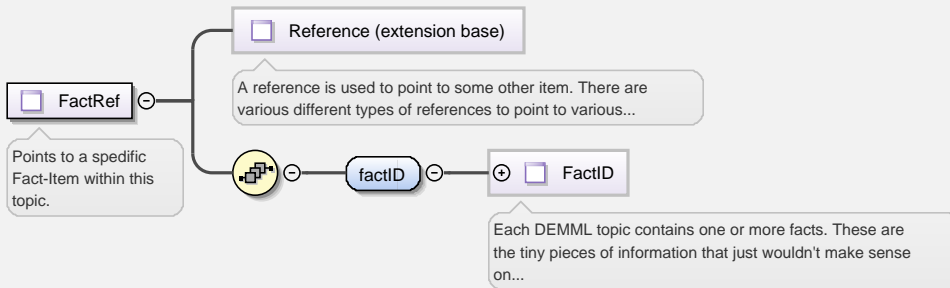 Reference (extension base)
A reference is used to point to some other item. There are
various different types of references to point to various...
FactRef
Points to a spedific
Fact-Item within this
topic.
factID
FactID
Each DEMML topic contains one or more facts. These are
the tiny pieces of information that just wouldn't make sense
on...